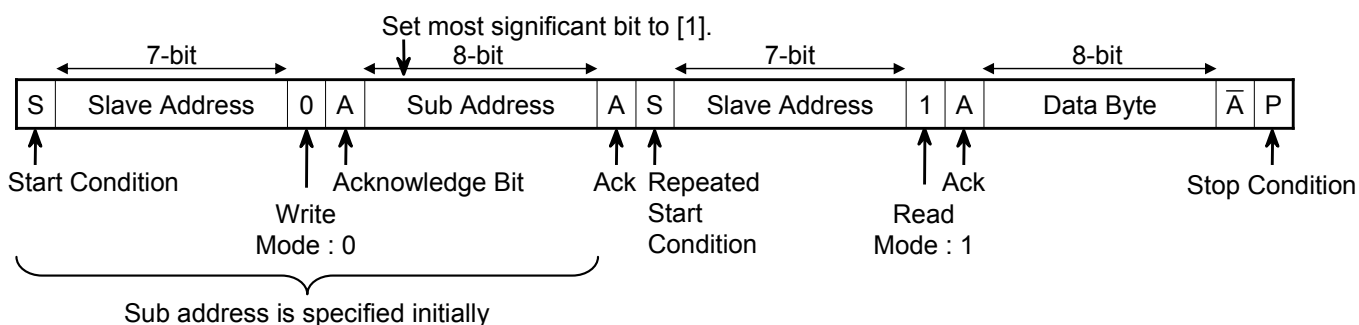 Set most significant bit to [1].
7-bit 8-bit 7-bit 8-bit
S Slave Address 0 A Sub Address A S Slave Address 1 A Data Byte A̅ P
Start Condition Acknowledge Bit Ack Repeated Start Condition Ack Stop Condition
Write Mode : 0 Read Mode : 1
Sub address is specified initially